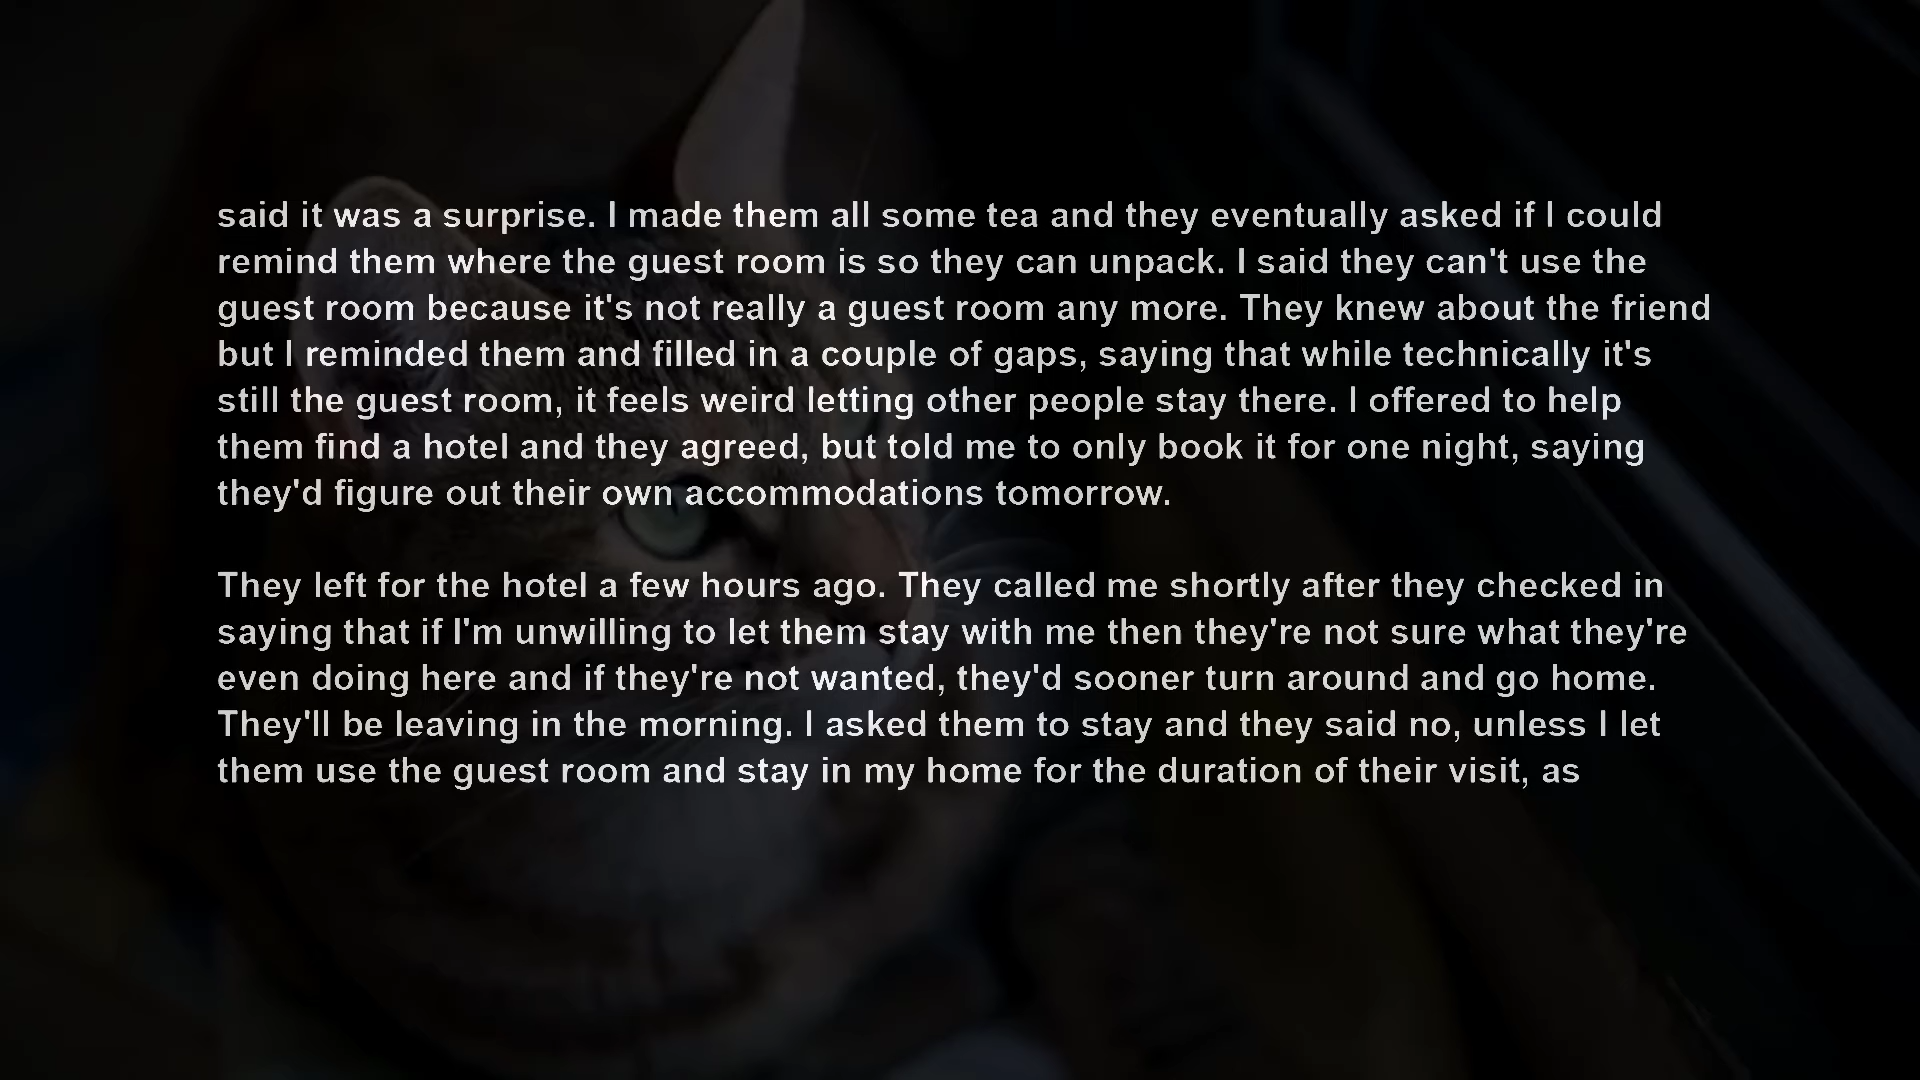 said it was a surprise. I made them all some tea and they eventually asked if I could
remind them where the guest room is so they can unpack. I said they can't use the
guest room because it's not really a guest room any more. They knew about the friend
but I reminded them and filled in a couple of gaps, saying that while technically it's
still the guest room, it feels weird letting other people stay there. I offered to help
them find a hotel and they agreed, but told me to only book it for one night, saying
they'd figure out their own accommodations tomorrow.
They left for the hotel a few hours ago. They called me shortly after they checked in
saying that if I'm unwilling to let them stay with me then they're not sure what they're
even doing here and if they're not wanted, they'd sooner turn around and go home.
They'll be leaving in the morning. I asked them to stay and they said no, unless I let
them use the guest room and stay in my home for the duration of their visit, as